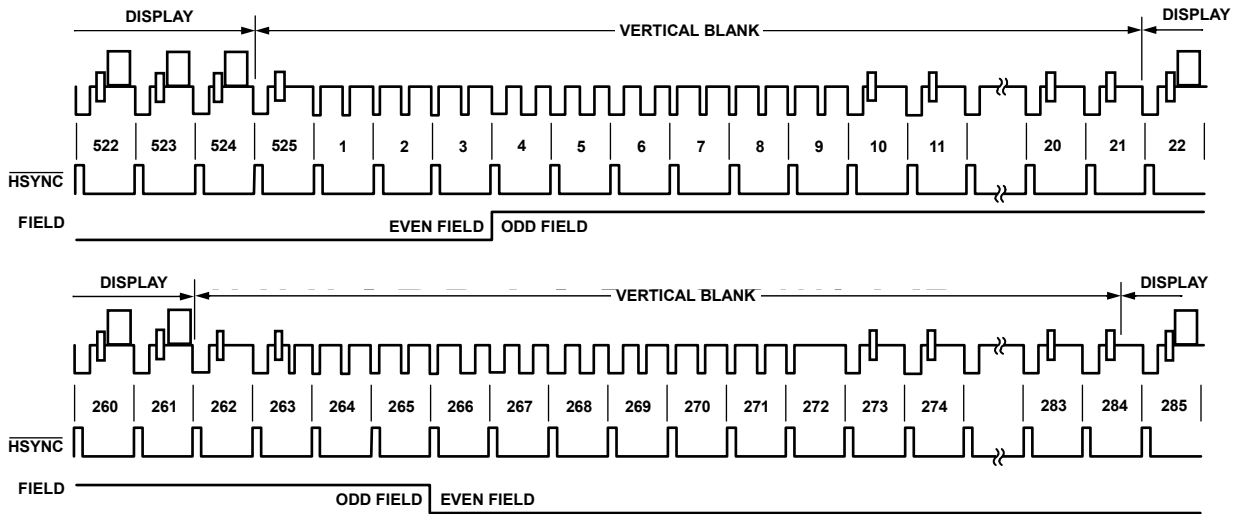 DISPLAY VERTICAL BLANK DISPLAY
522 523 524 525 1 2 3 4 5 6 7 8 9 10 11 20 21 22
HSYNC
FIELD EVEN FIELD ODD FIELD
DISPLAY VERTICAL BLANK DISPLAY
260 261 262 263 264 265 266 267 268 269 270 271 272 273 274 283 284 285
HSYNC
FIELD ODD FIELD EVEN FIELD